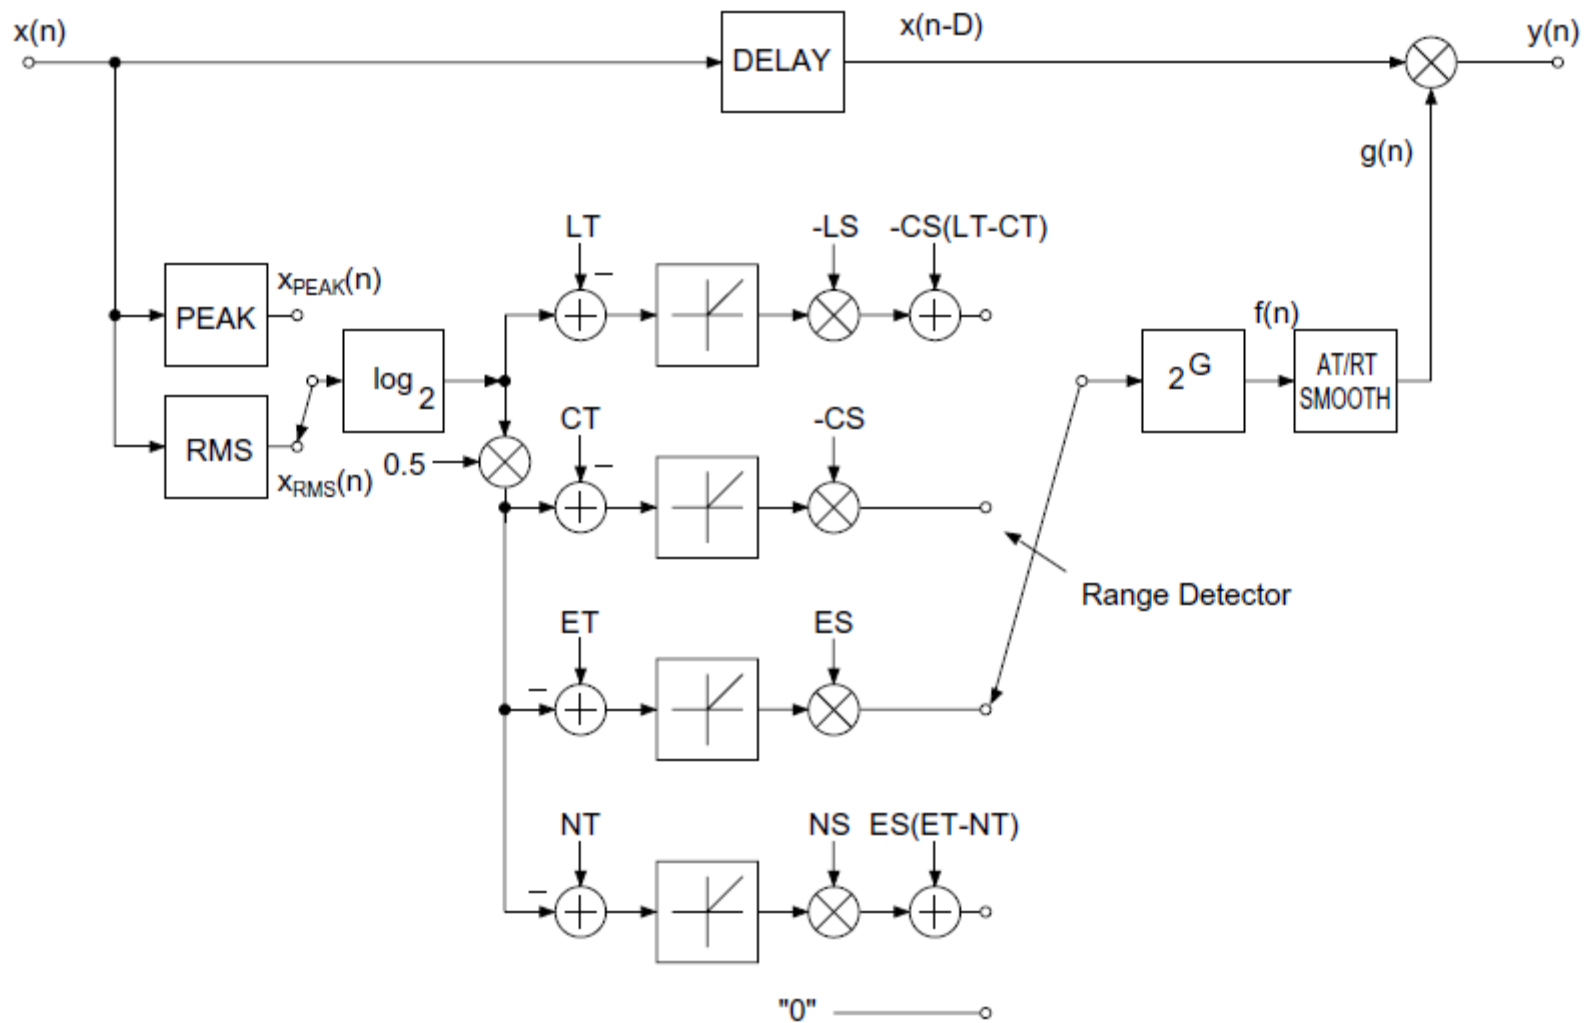 x(n)
DELAY
x(n-D)
y(n)
g(n)
LT
-LS
-CS(LT-CT)
PEAK
xPEAK(n)
log2
RMS
xRMS(n)
0.5
CT
-CS
2G
f(n)
AT/RT
SMOOTH
Range Detector
ET
ES
NT
NS
ES(ET-NT)
"0"